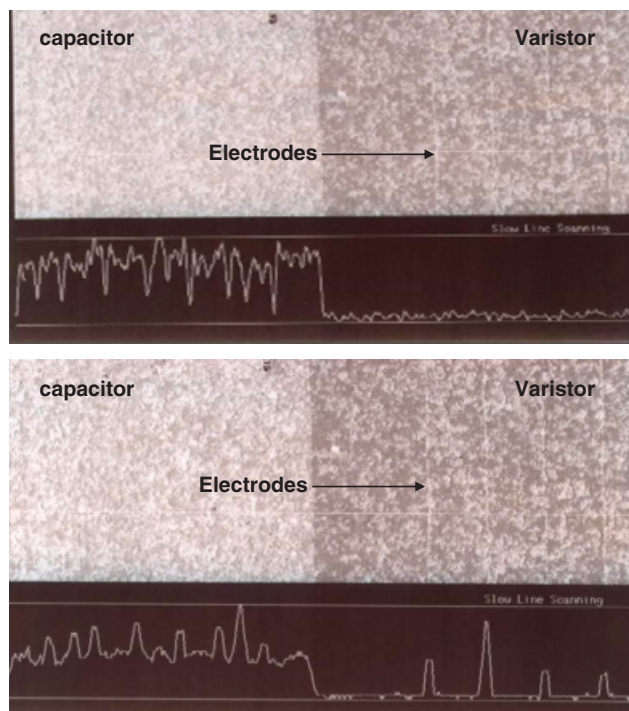 capacitor Varistor
Electrodes
Slow Line Scanning
capacitor Varistor
Electrodes
Slow Line Scanning